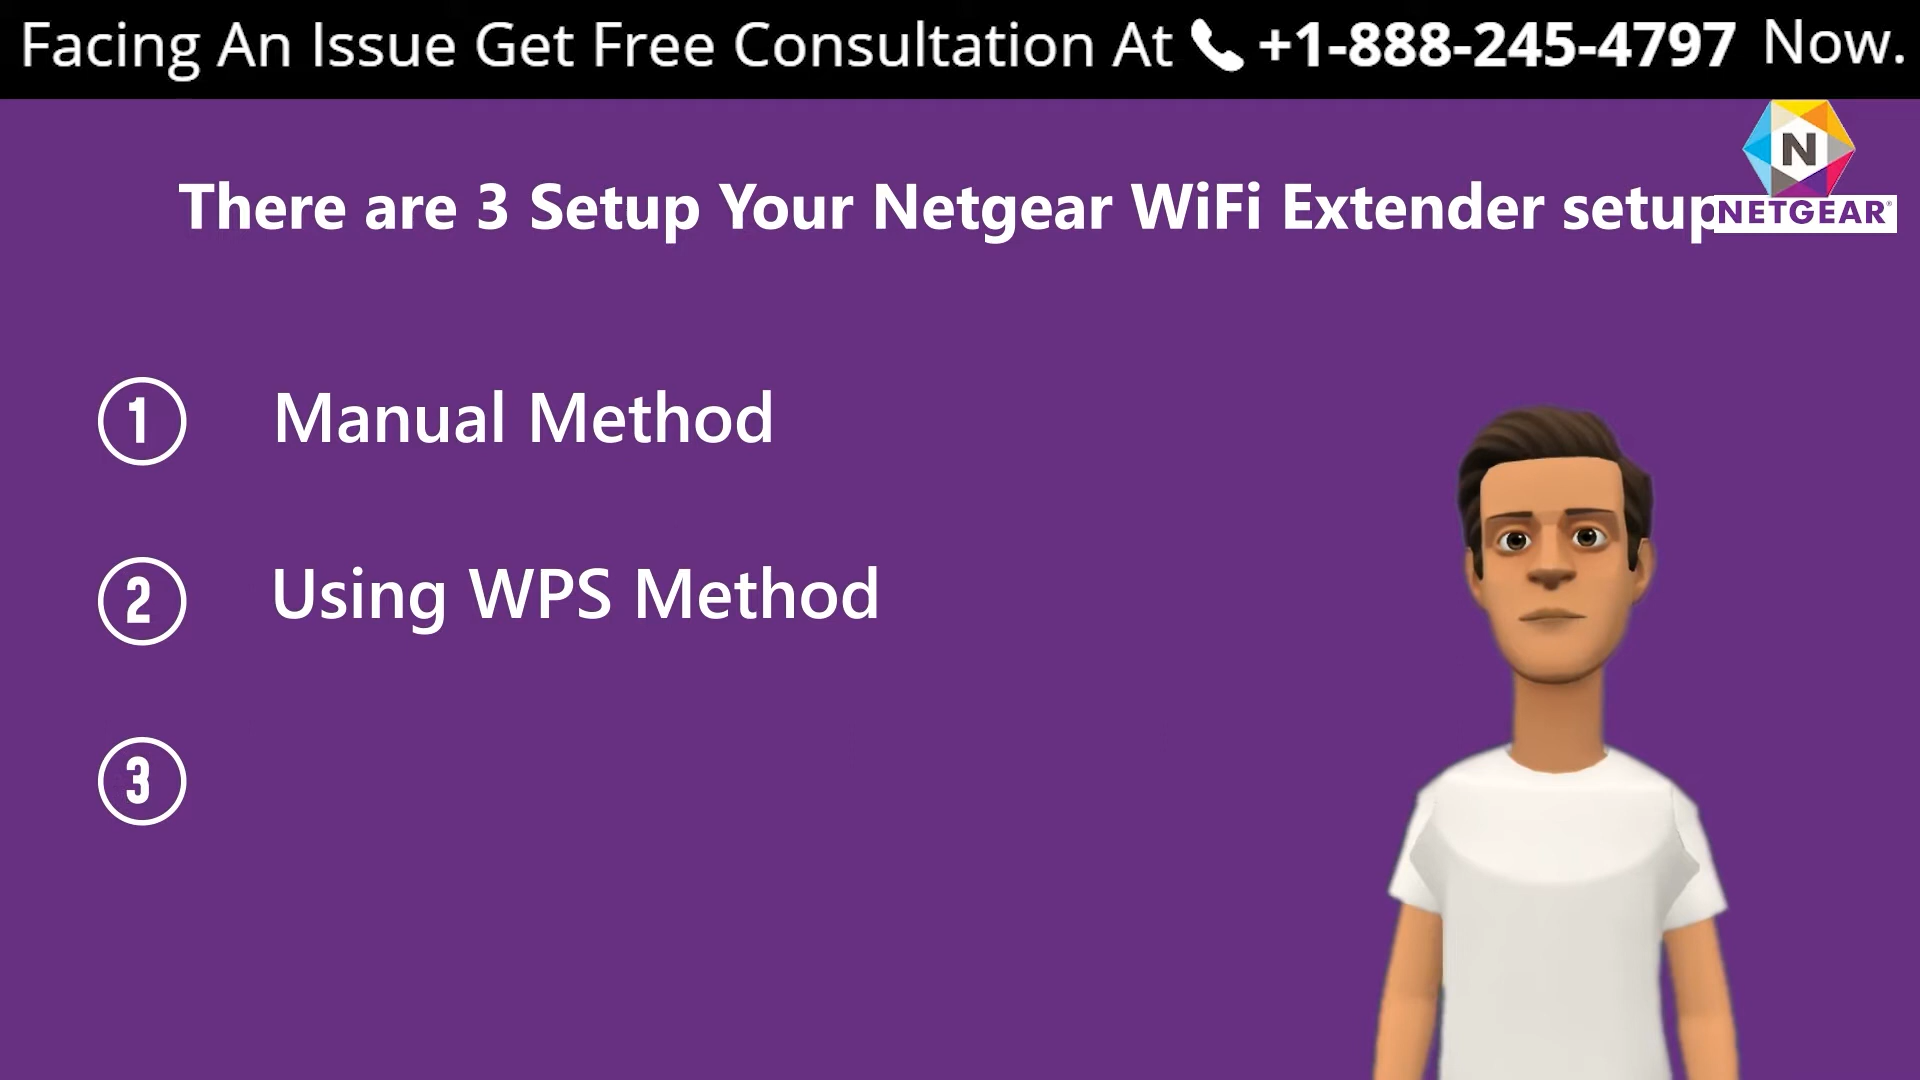 Facing An Issue Get Free Consultation At +1-888-245-4797 Now.
N
NETGEAR®
There are 3 Setup Your Netgear WiFi Extender setup
1 Manual Method
2 Using WPS Method
3